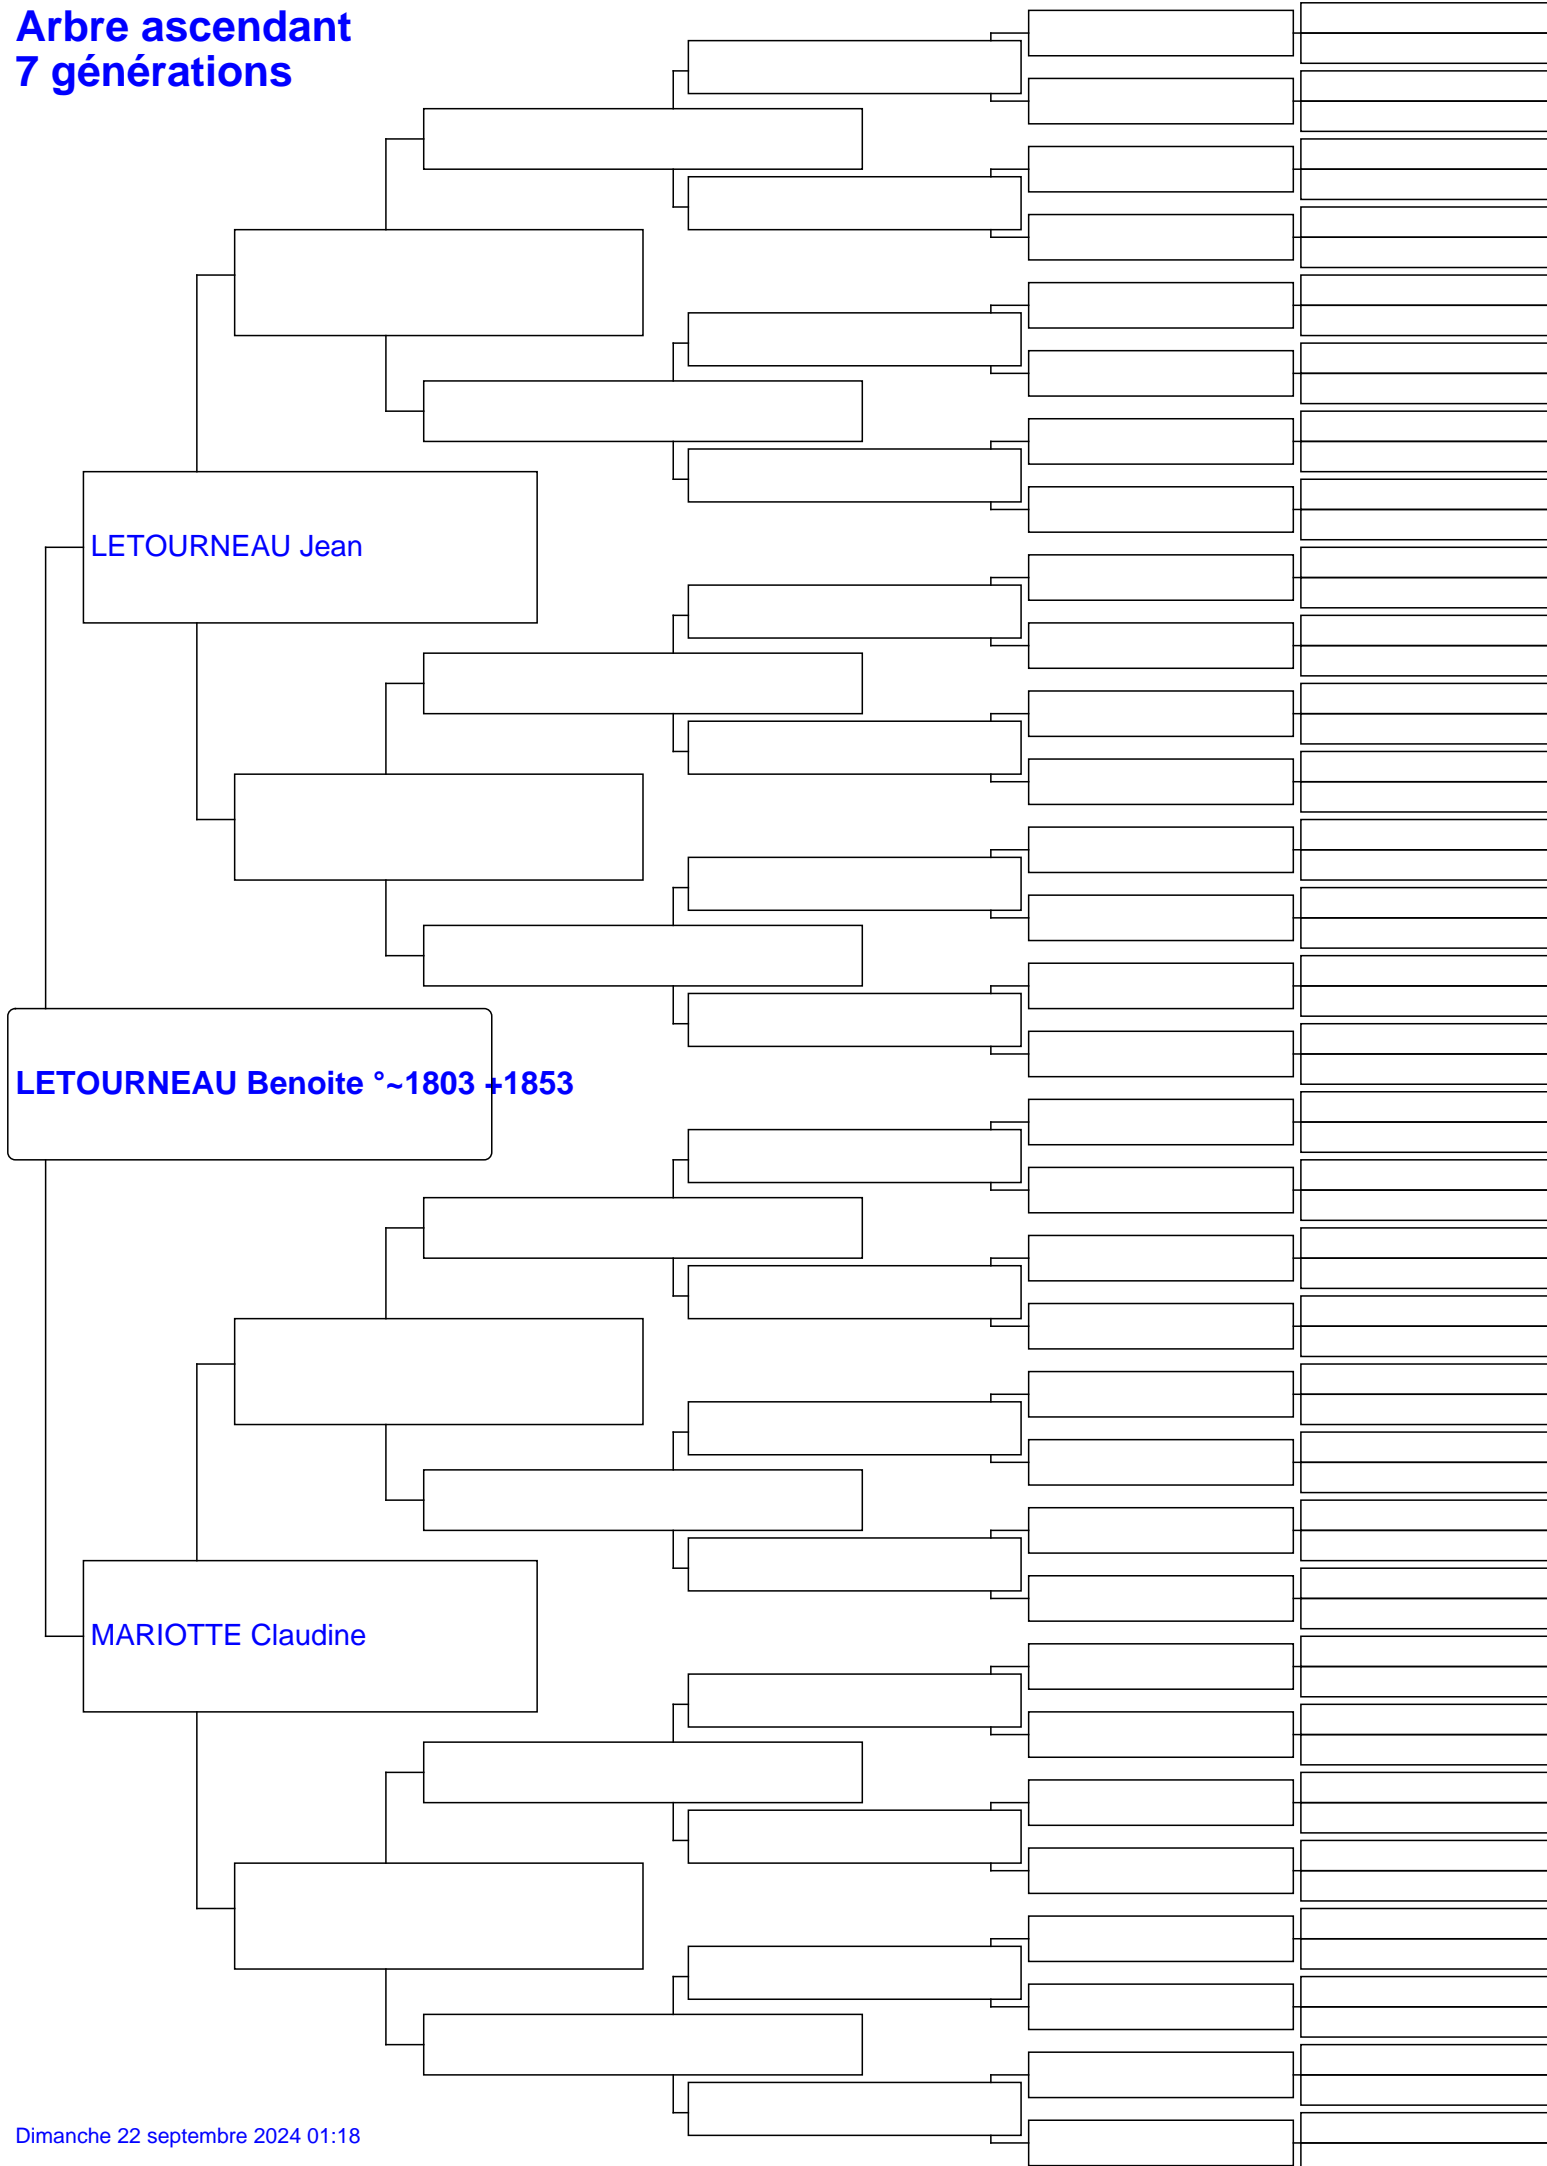 Arbre ascendant
7 générations
LETOURNEAU Jean
LETOURNEAU Benoite °~1803 +1853
MARIOTTE Claudine
Dimanche 22 septembre 2024 01:18